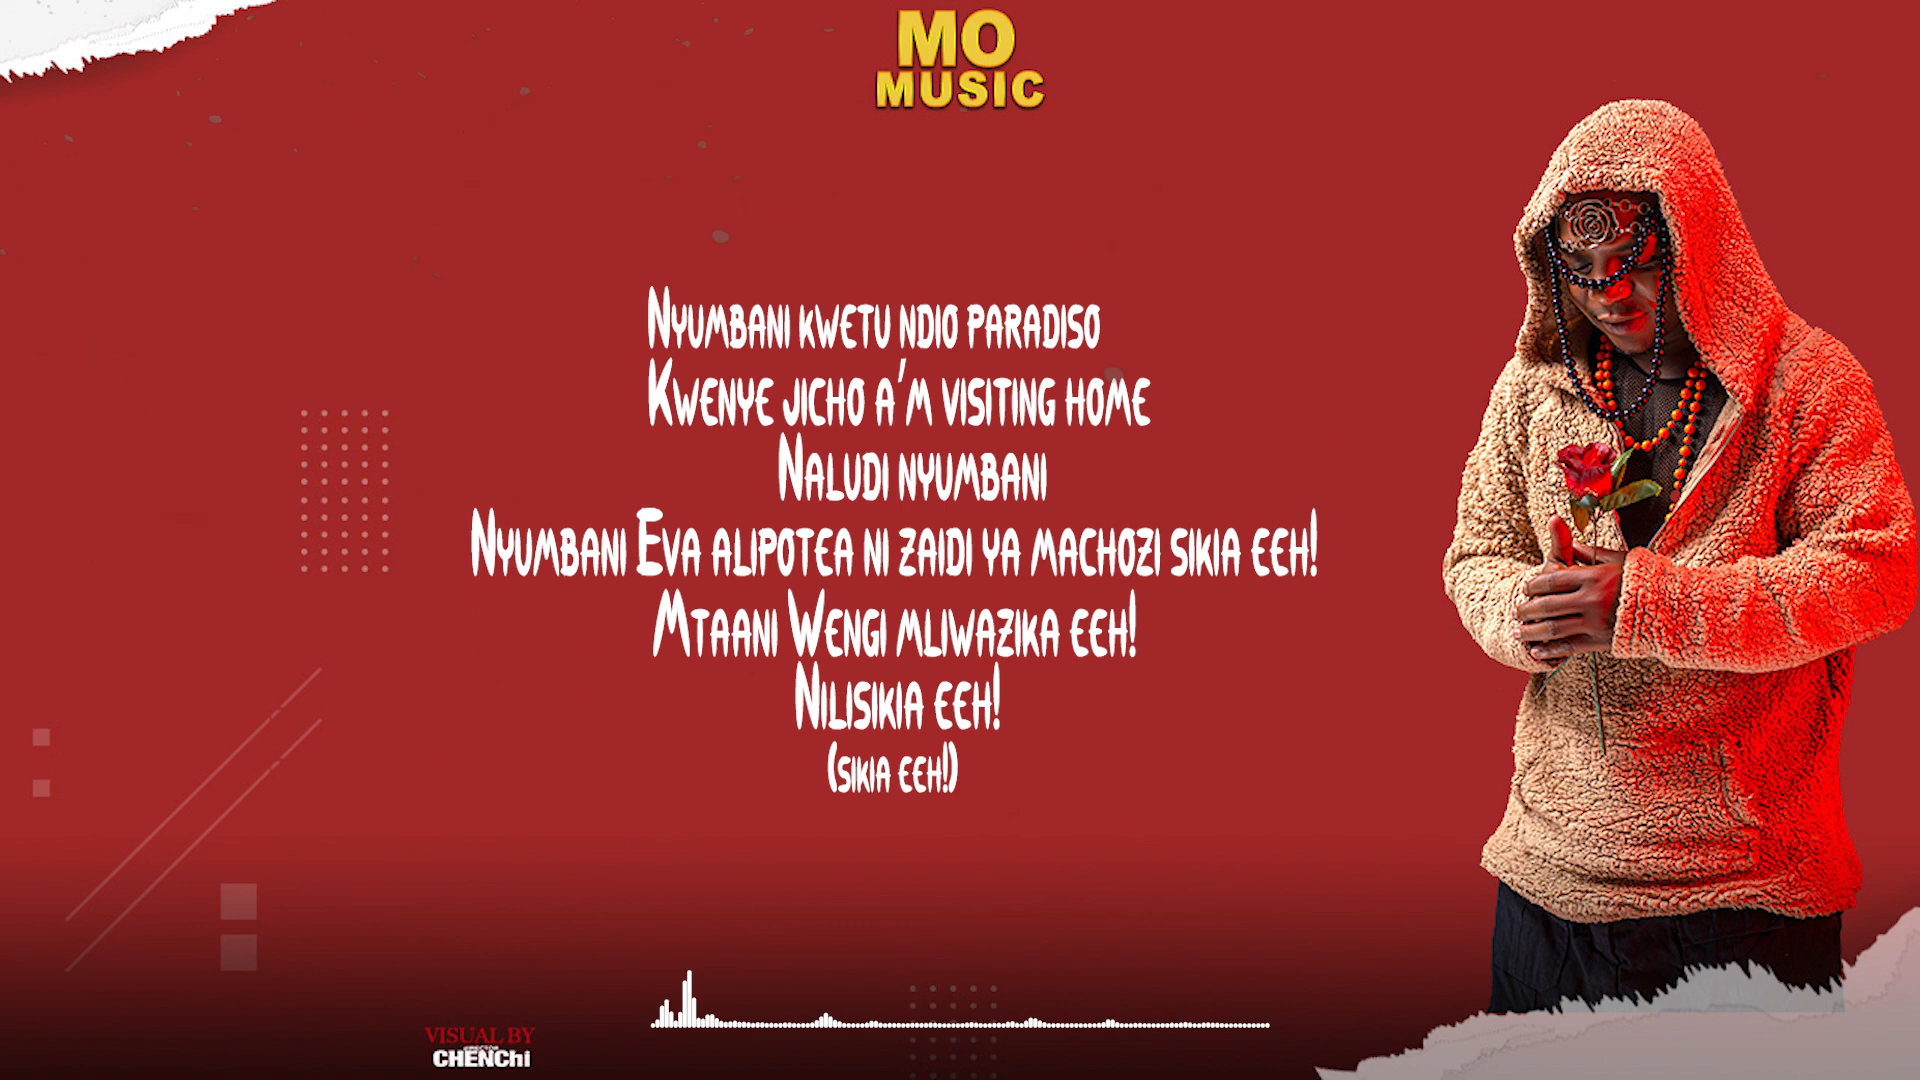 MO
MUSIC
Nyumbani kwetu ndio paradiso
Kwenye jicho a'm visiting home
Naludi nyumbani
Nyumbani Eva alipotea ni zaidi ya machozi sikia eeh!
Mtaani Wengi mliwazika eeh!
Nilisikia eeh!
(sikia eeh!)
VISUAL BY
DIRECTOR
CHENChi